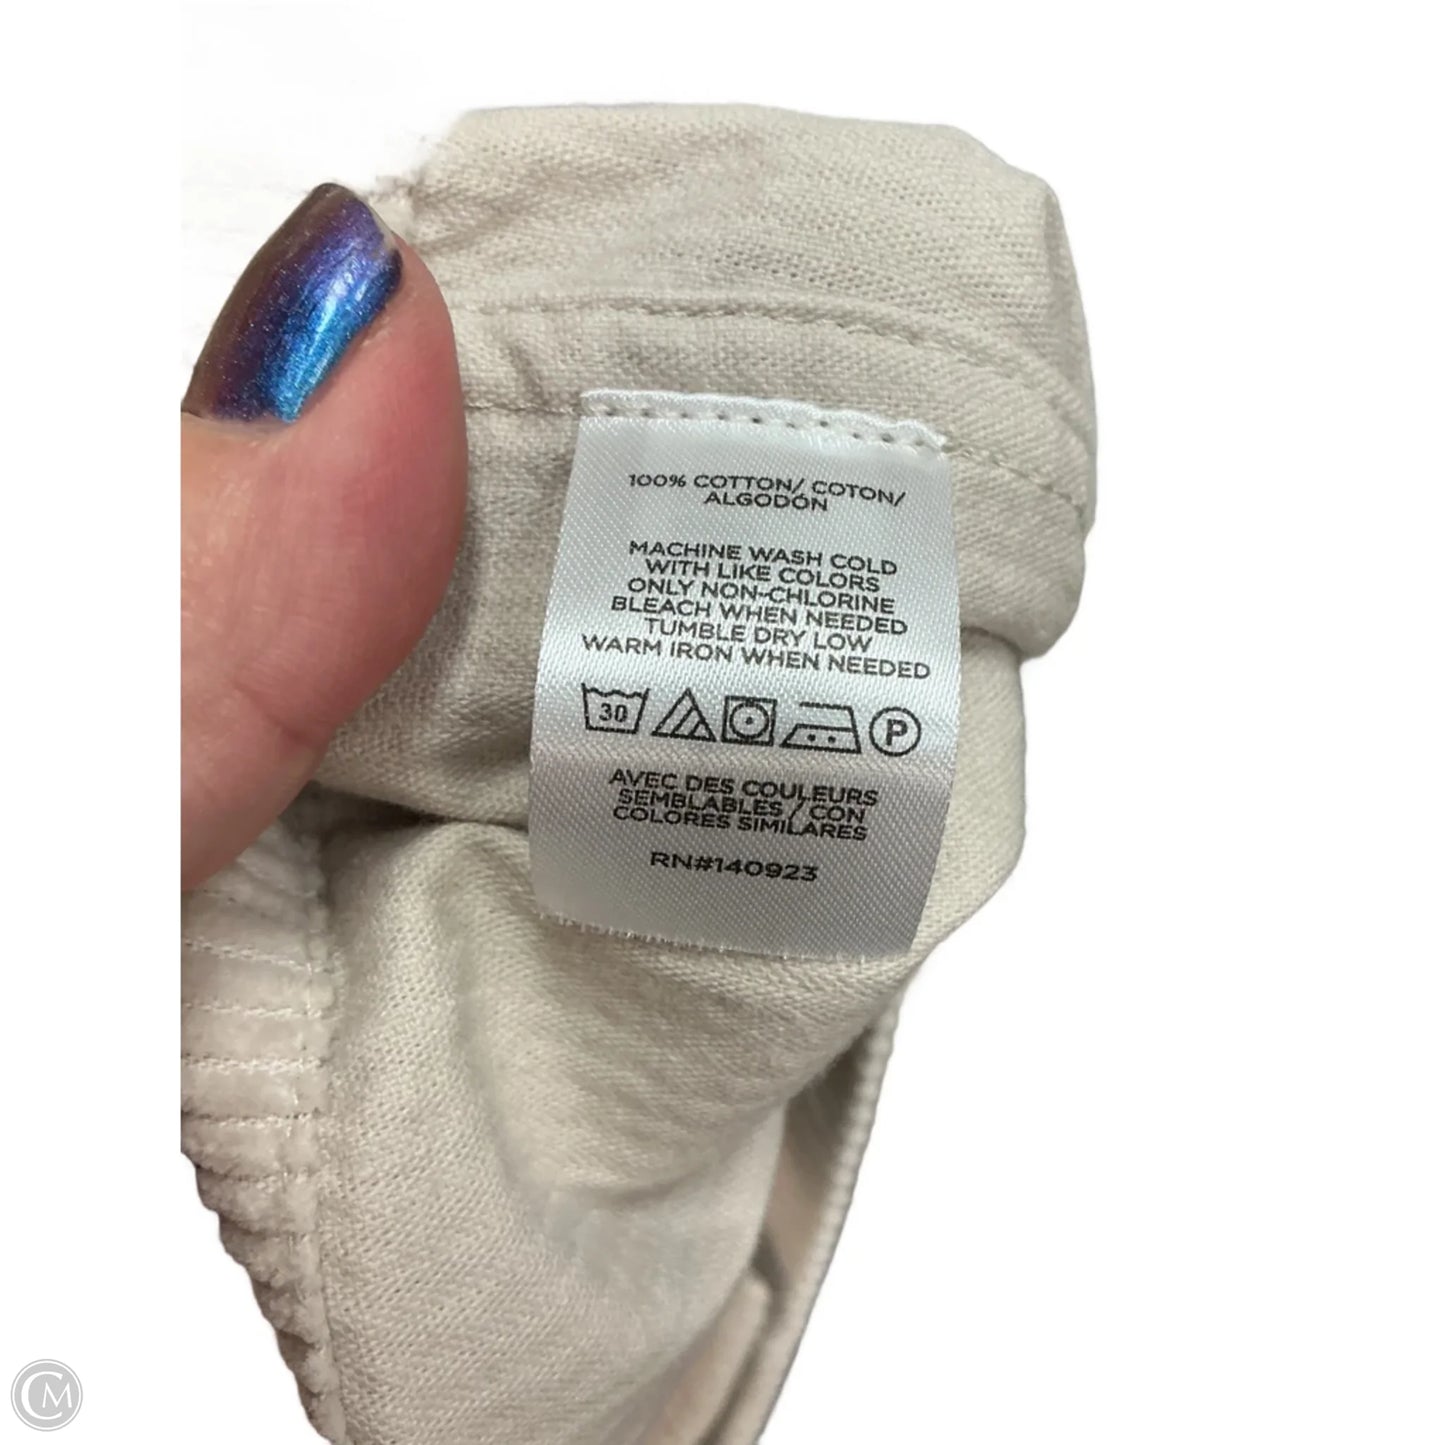 100% COTTON/ COTON/
ALGODÓN
MACHINE WASH COLD
WITH LIKE COLORS
ONLY NON-CHLORINE
BLEACH WHEN NEEDED
TUMBLE DRY LOW
WARM IRON WHEN NEEDED
30 P
AVEC DES COULEURS
SEMBLABLES / CON
COLORES SIMILARES
RN#140923
CM